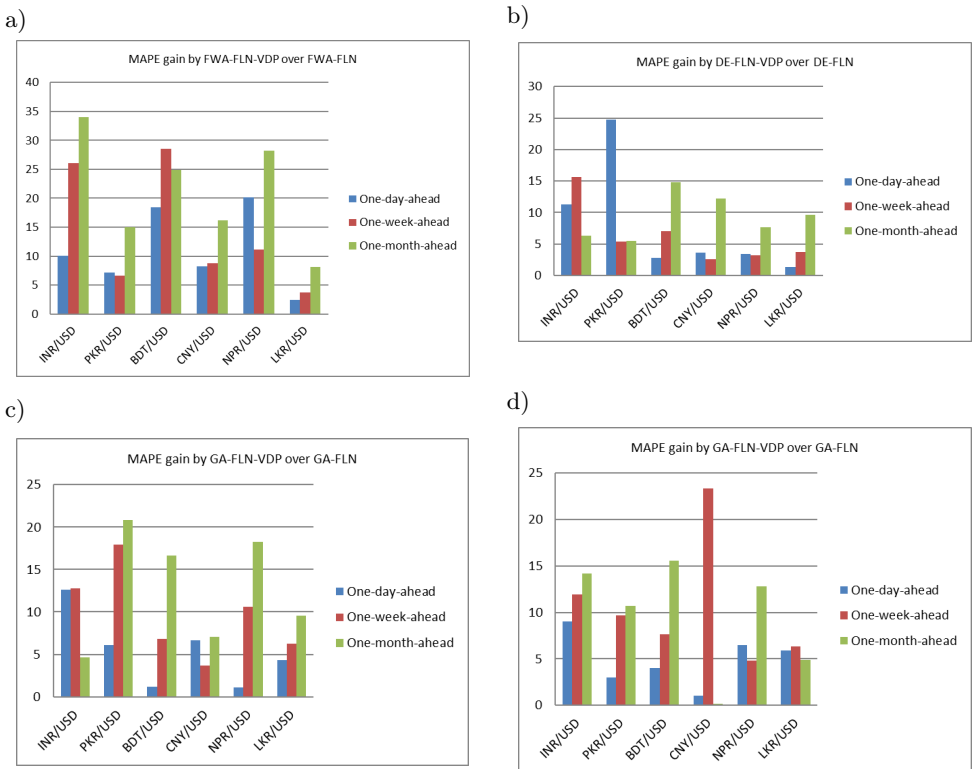 a)
MAPE gain by FWA-FLN-VDP over FWA-FLN
40
35
30
25
20
15
10
5
0
INR/USD
PKR/USD
BDT/USD
CNY/USD
NPR/USD
LKR/USD
One-day-ahead
One-week-ahead
One-month-ahead
b)
MAPE gain by DE-FLN-VDP over DE-FLN
30
25
20
15
10
5
0
INR/USD
PKR/USD
BDT/USD
CNY/USD
NPR/USD
LKR/USD
One-day-ahead
One-week-ahead
One-month-ahead
c)
MAPE gain by GA-FLN-VDP over GA-FLN
25
20
15
10
5
0
INR/USD
PKR/USD
BDT/USD
CNY/USD
NPR/USD
LKR/USD
One-day-ahead
One-week-ahead
One-month-ahead
d)
MAPE gain by GA-FLN-VDP over GA-FLN
25
20
15
10
5
0
INR/USD
PKR/USD
BDT/USD
CNY/USD
NPR/USD
LKR/USD
One-day-ahead
One-week-ahead
One-month-ahead